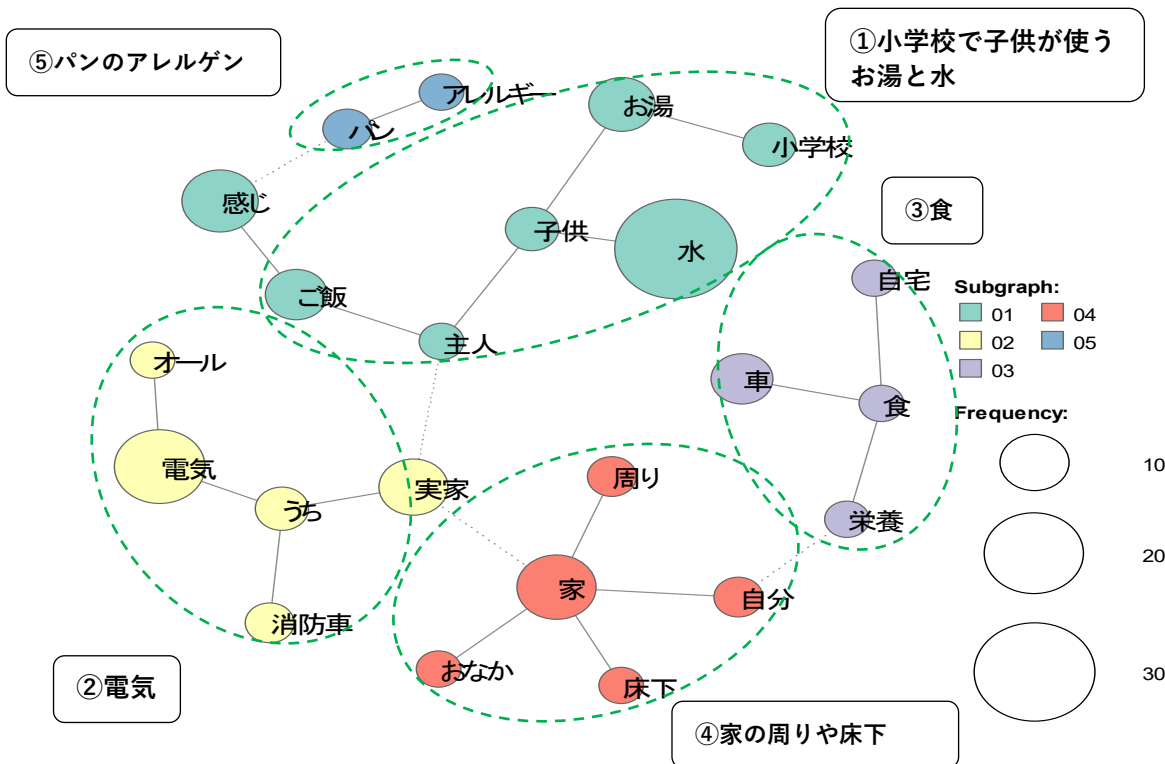 ⑤パンのアレルゲン
①小学校で子供が使う
お湯と水
アレルギー
パン
お湯
小学校
感じ
子供
水
③食
ご飯
主人
自宅
車
食
栄養
Subgraph:
01
04
02
05
03
Frequency:
10
20
30
オール
電気
うち
実家
消防車
周り
家
自分
おなか
床下
②電気
④家の周りや床下